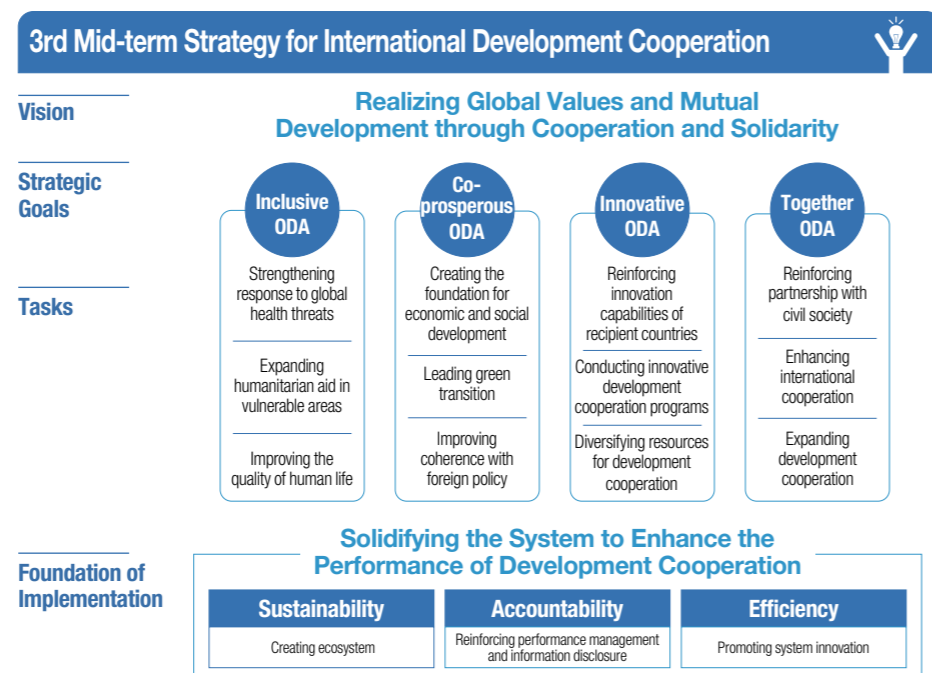 3rd Mid-term Strategy for International Development Cooperation
Vision
Realizing Global Values and Mutual
Development through Cooperation and Solidarity
Strategic
Goals
Inclusive
ODA
Co-
prosperous
ODA
Innovative
ODA
Together
ODA
Tasks
Strengthening
response to global
health threats
Expanding
humanitarian aid in
vulnerable areas
Improving the
quality of human life
Creating the
foundation for
economic and social
development
Leading green
transition
Improving
coherence with
foreign policy
Reinforcing
innovation
capabilities of
recipient countries
Conducting innovative
development
cooperation programs
Diversifying resources
for development
cooperation
Reinforcing
partnership with
civil society
Enhancing
international
cooperation
Expanding
development
cooperation
Foundation of
Implementation
Solidifying the System to Enhance the
Performance of Development Cooperation
Sustainability
Creating ecosystem
Accountability
Reinforcing performance management
and information disclosure
Efficiency
Promoting system innovation